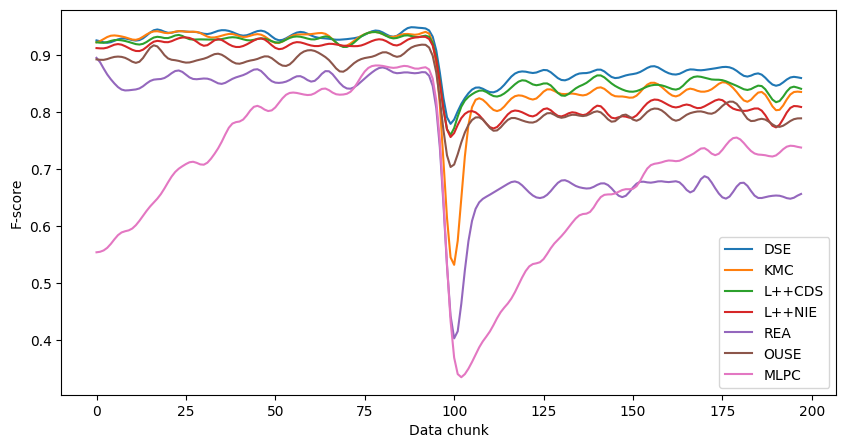 F-score
0.9
0.8
0.7
0.6
0.5
0.4
0 25 50 75 100 125 150 175 200
Data chunk
DSE
KMC
L++CDS
L++NIE
REA
OUSE
MLPC